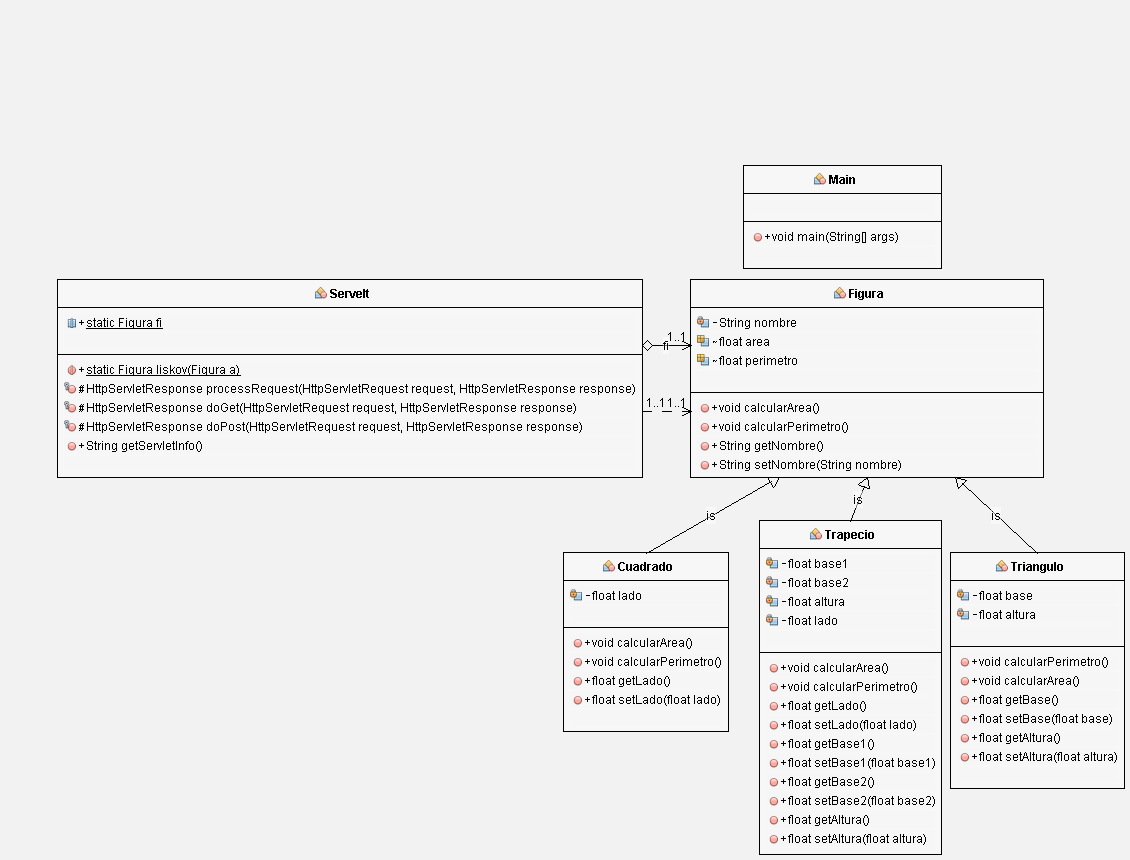 Main
+void main(String[] args)
Servelt
+static Figura fi
+static Figura liskov(Figura a)
#HttpServletResponse processRequest(HttpServletRequest request, HttpServletResponse response)
#HttpServletResponse doGet(HttpServletRequest request, HttpServletResponse response)
#HttpServletResponse doPost(HttpServletRequest request, HttpServletResponse response)
+String getServletInfo()
1..1
fi
1..1 1..1
Figura
-String nombre
~float area
~float perimetro
+void calcularArea()
+void calcularPerimetro()
+String getNombre()
+String setNombre(String nombre)
is
is
is
Cuadrado
-float lado
+void calcularArea()
+void calcularPerimetro()
+float getLado()
+float setLado(float lado)
Trapecio
-float base1
-float base2
-float altura
-float lado
+void calcularArea()
+void calcularPerimetro()
+float getLado()
+float setLado(float lado)
+float getBase1()
+float setBase1(float base1)
+float getBase2()
+float setBase2(float base2)
+float getAltura()
+float setAltura(float altura)
Triangulo
-float base
-float altura
+void calcularPerimetro()
+void calcularArea()
+float getBase()
+float setBase(float base)
+float getAltura()
+float setAltura(float altura)